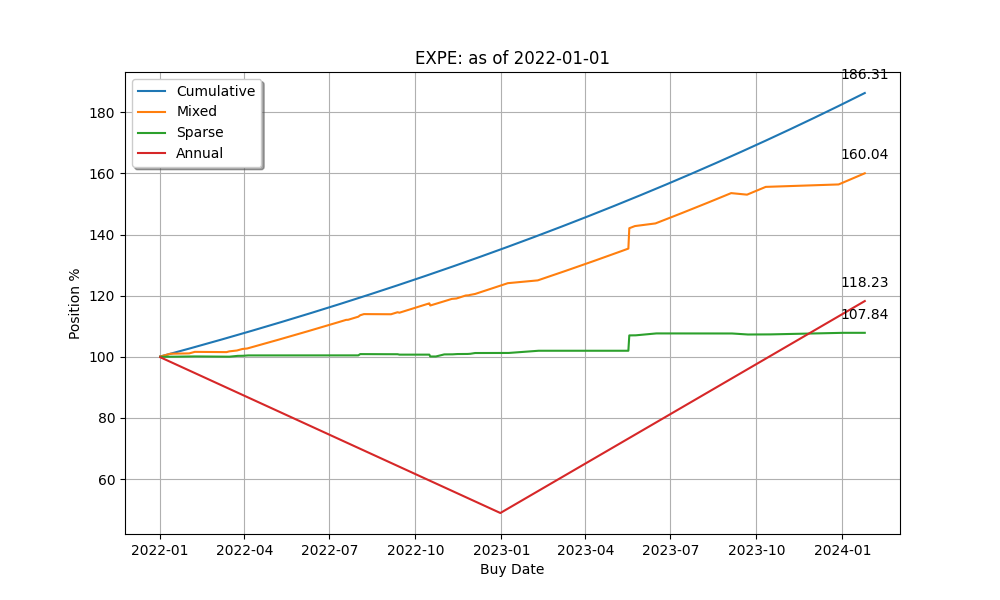 EXPE: as of 2022-01-01
Cumulative
Mixed
Sparse
Annual
186.31
160.04
118.23
107.84
Position %
180
160
140
120
100
80
60
2022-01 2022-04 2022-07 2022-10 2023-01 2023-04 2023-07 2023-10 2024-01
Buy Date